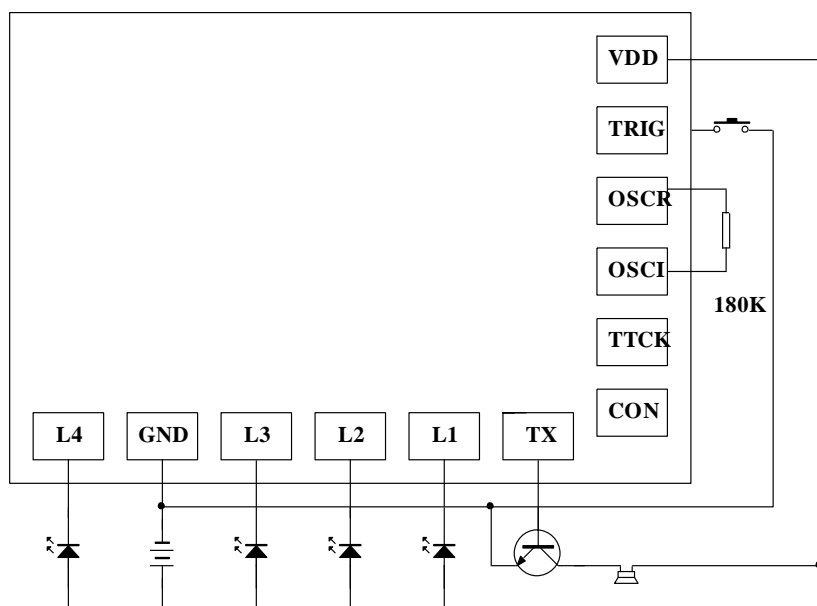 VDD
TRIG
OSCR
OSCI
180K
TTCK
CON
L4 GND L3 L2 L1 TX